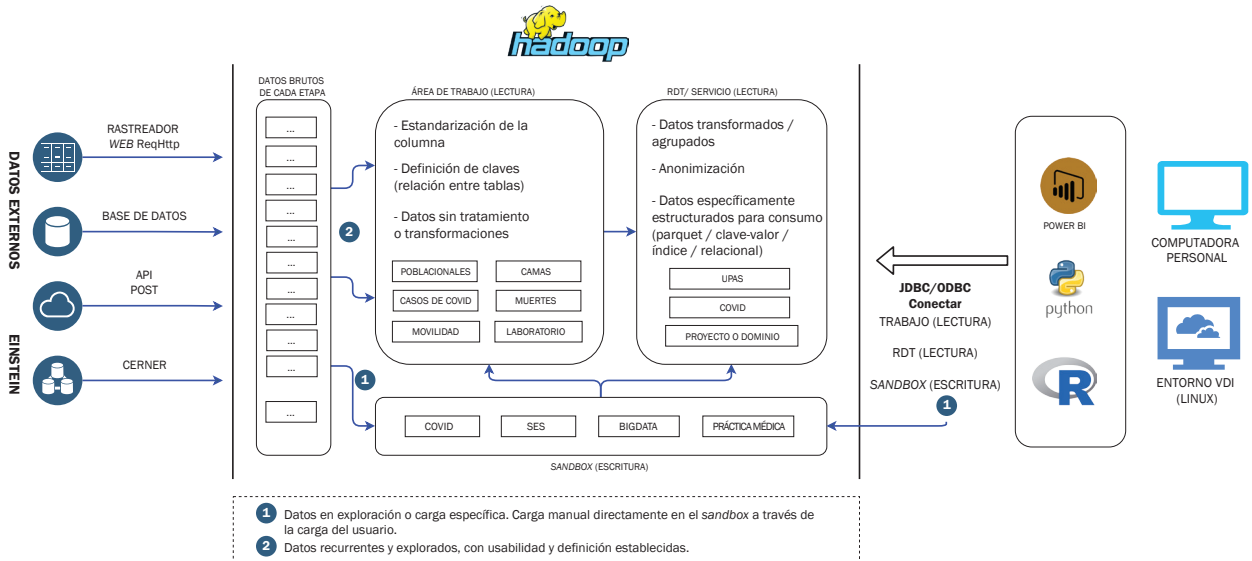 hadoop
DATOS EXTERNOS
EINSTEIN
RASTREADOR
WEB ReqHttp
BASE DE DATOS
API
POST
CERNER
DATOS BRUTOS
DE CADA ETAPA
...
...
...
...
...
...
...
...
...
...
...
2
1
ÁREA DE TRABAJO (LECTURA)
- Estandarización de la
columna
- Definición de claves
(relación entre tablas)
- Datos sin tratamiento
o transformaciones
POBLACIONALES
CAMAS
CASOS DE COVID
MUERTES
MOVILIDAD
LABORATORIO
RDT/ SERVICIO (LECTURA)
- Datos transformados /
agrupados
- Anonimización
- Datos específicamente
estructurados para consumo
(parquet / clave-valor /
índice / relacional)
UPAS
COVID
PROYECTO O DOMINIO
COVID
SES
BIGDATA
PRÁCTICA MÉDICA
SANDBOX (ESCRITURA)
JDBC/ODBC
Conectar
TRABAJO (LECTURA)
RDT (LECTURA)
SANDBOX (ESCRITURA)
1
POWER BI
python
R
COMPUTADORA
PERSONAL
ENTORNO VDI
(LINUX)
1 Datos en exploración o carga específica. Carga manual directamente en el sandbox a través de
la carga del usuario.
2 Datos recurrentes y explorados, con usabilidad y definición establecidas.